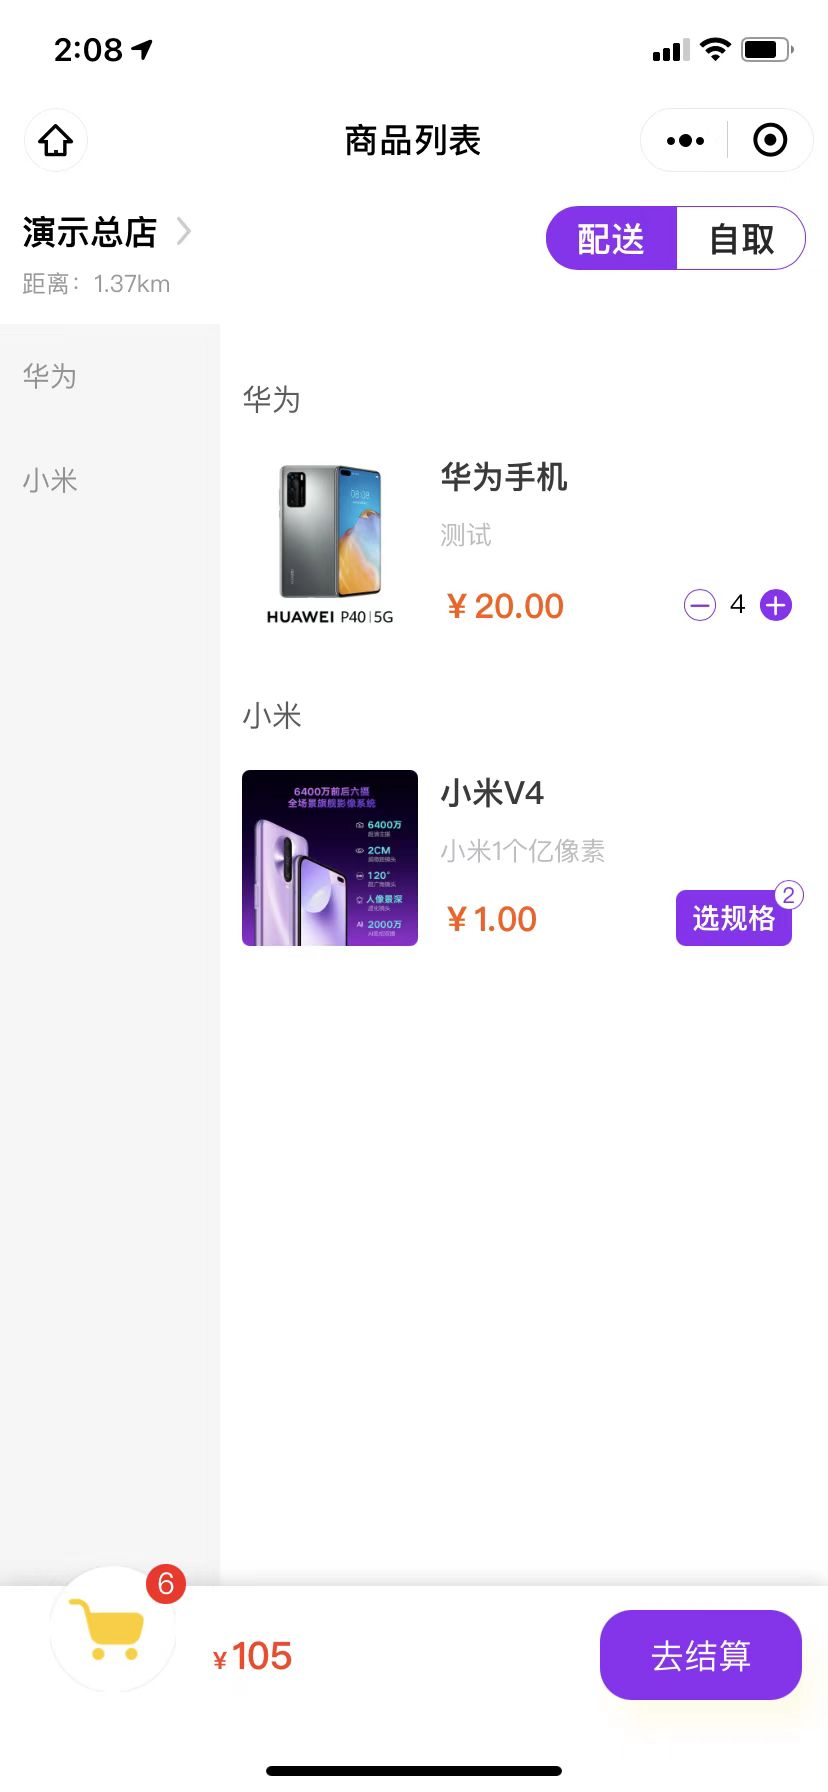 2:08
商品列表
演示总店
配送
自取
距离：1.37km
华为
小米
华为
华为手机
测试
¥ 20.00
4
HUAWEI P40|5G
小米
6400万前后六摄
全场景旗舰影像系统
6400万
2CM
120°
人像景深
AI 2000万
小米V4
小米1个亿像素
¥ 1.00
选规格
2
6
¥ 105
去结算